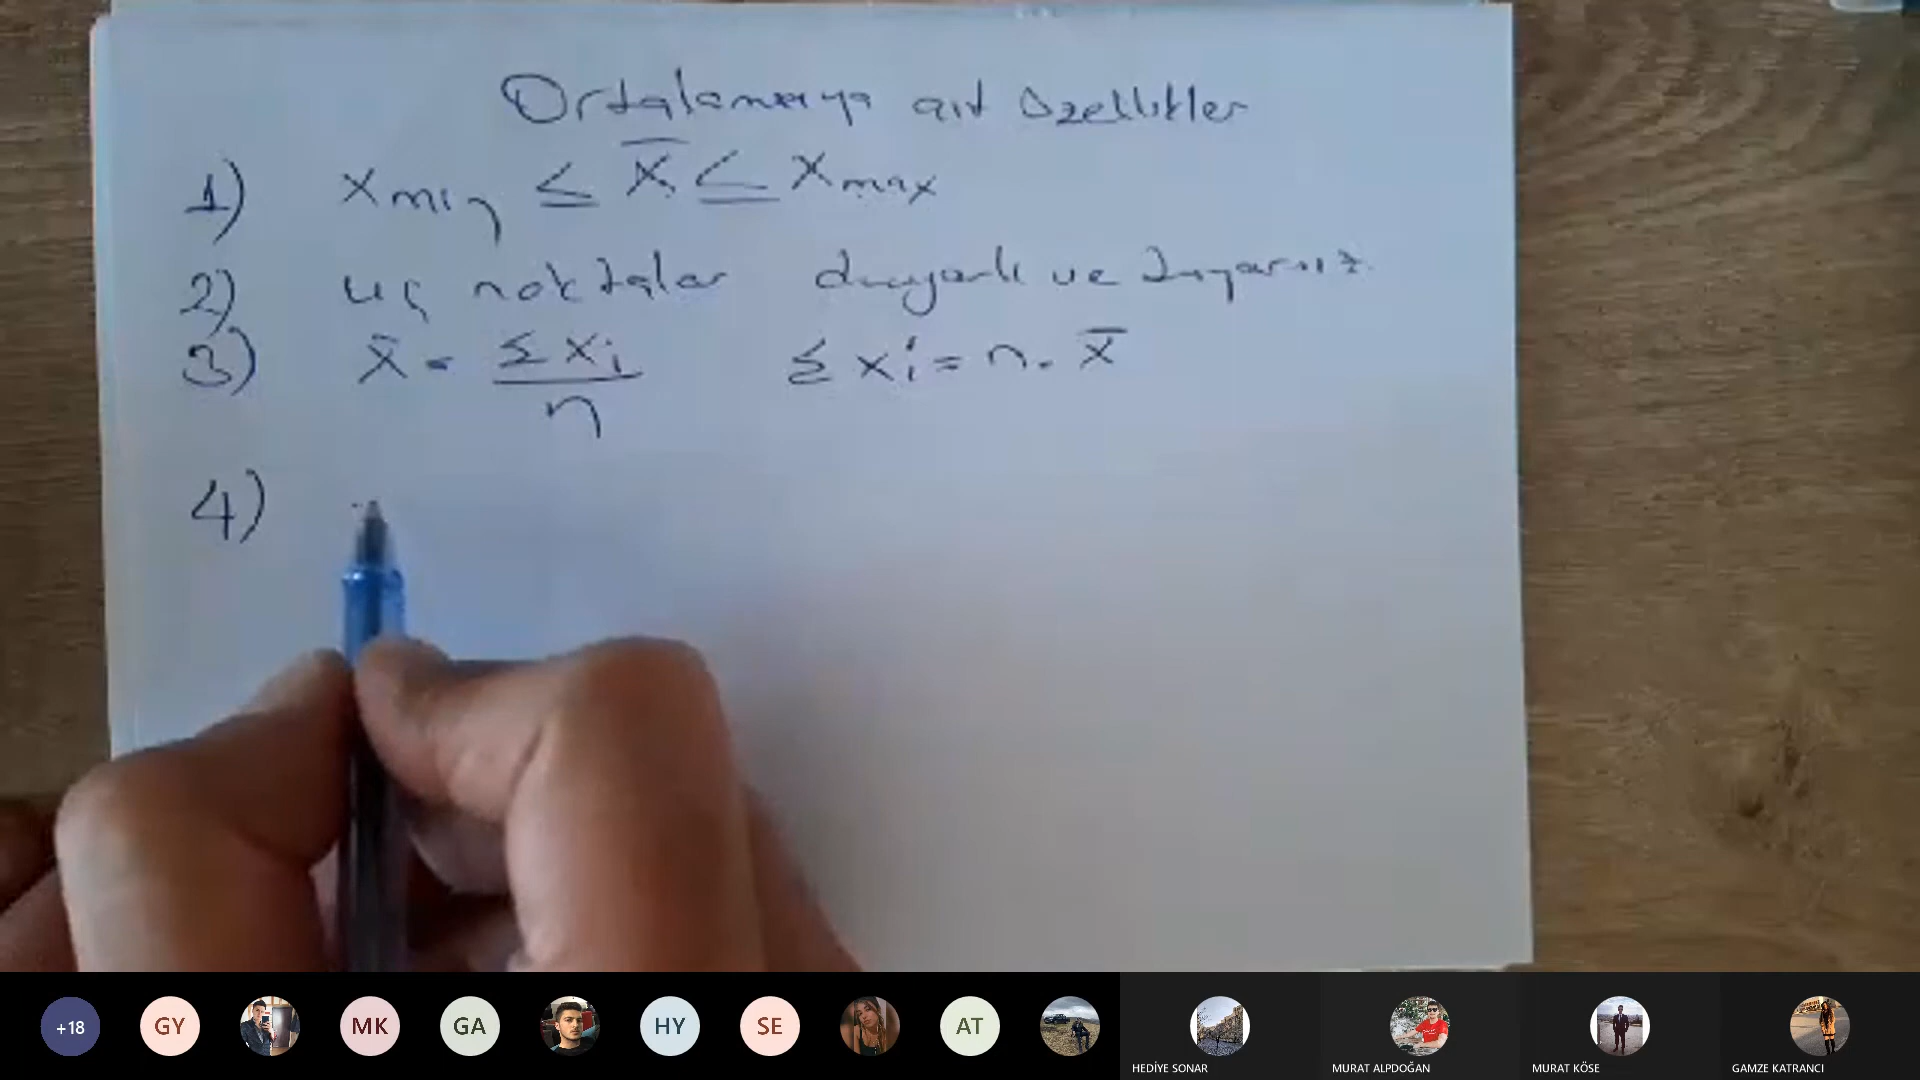 Ortalamaya ait özellikler
1) xmin ≤ x̄ ≤ xmax
2) uç noktalar duyarlı ve duyarsız.
3) x̄ = Σxi / n Σxi = n. x̄
4)
+18 GY MK GA HY SE AT
HEDİYE SONAR MURAT ALPDOĞAN MURAT KÖSE GAMZE KATRANCI